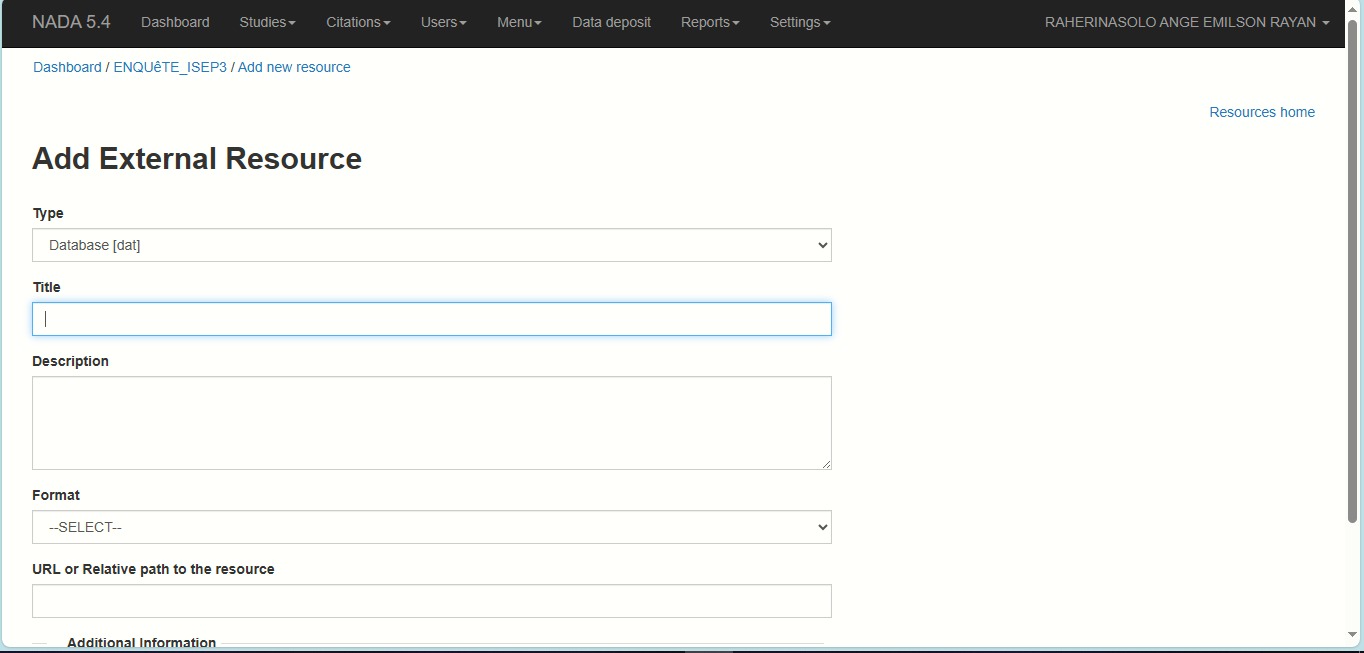 NADA 5.4 Dashboard Studies Citations Users Menu Data deposit Reports Settings RAHERINASOLO ANGE EMILSON RAYAN
Dashboard / ENQUêTE_ISEP3 / Add new resource
Resources home
Add External Resource
Type
Database [dat]
Title
Description
Format
--SELECT--
URL or Relative path to the resource
Additional Information